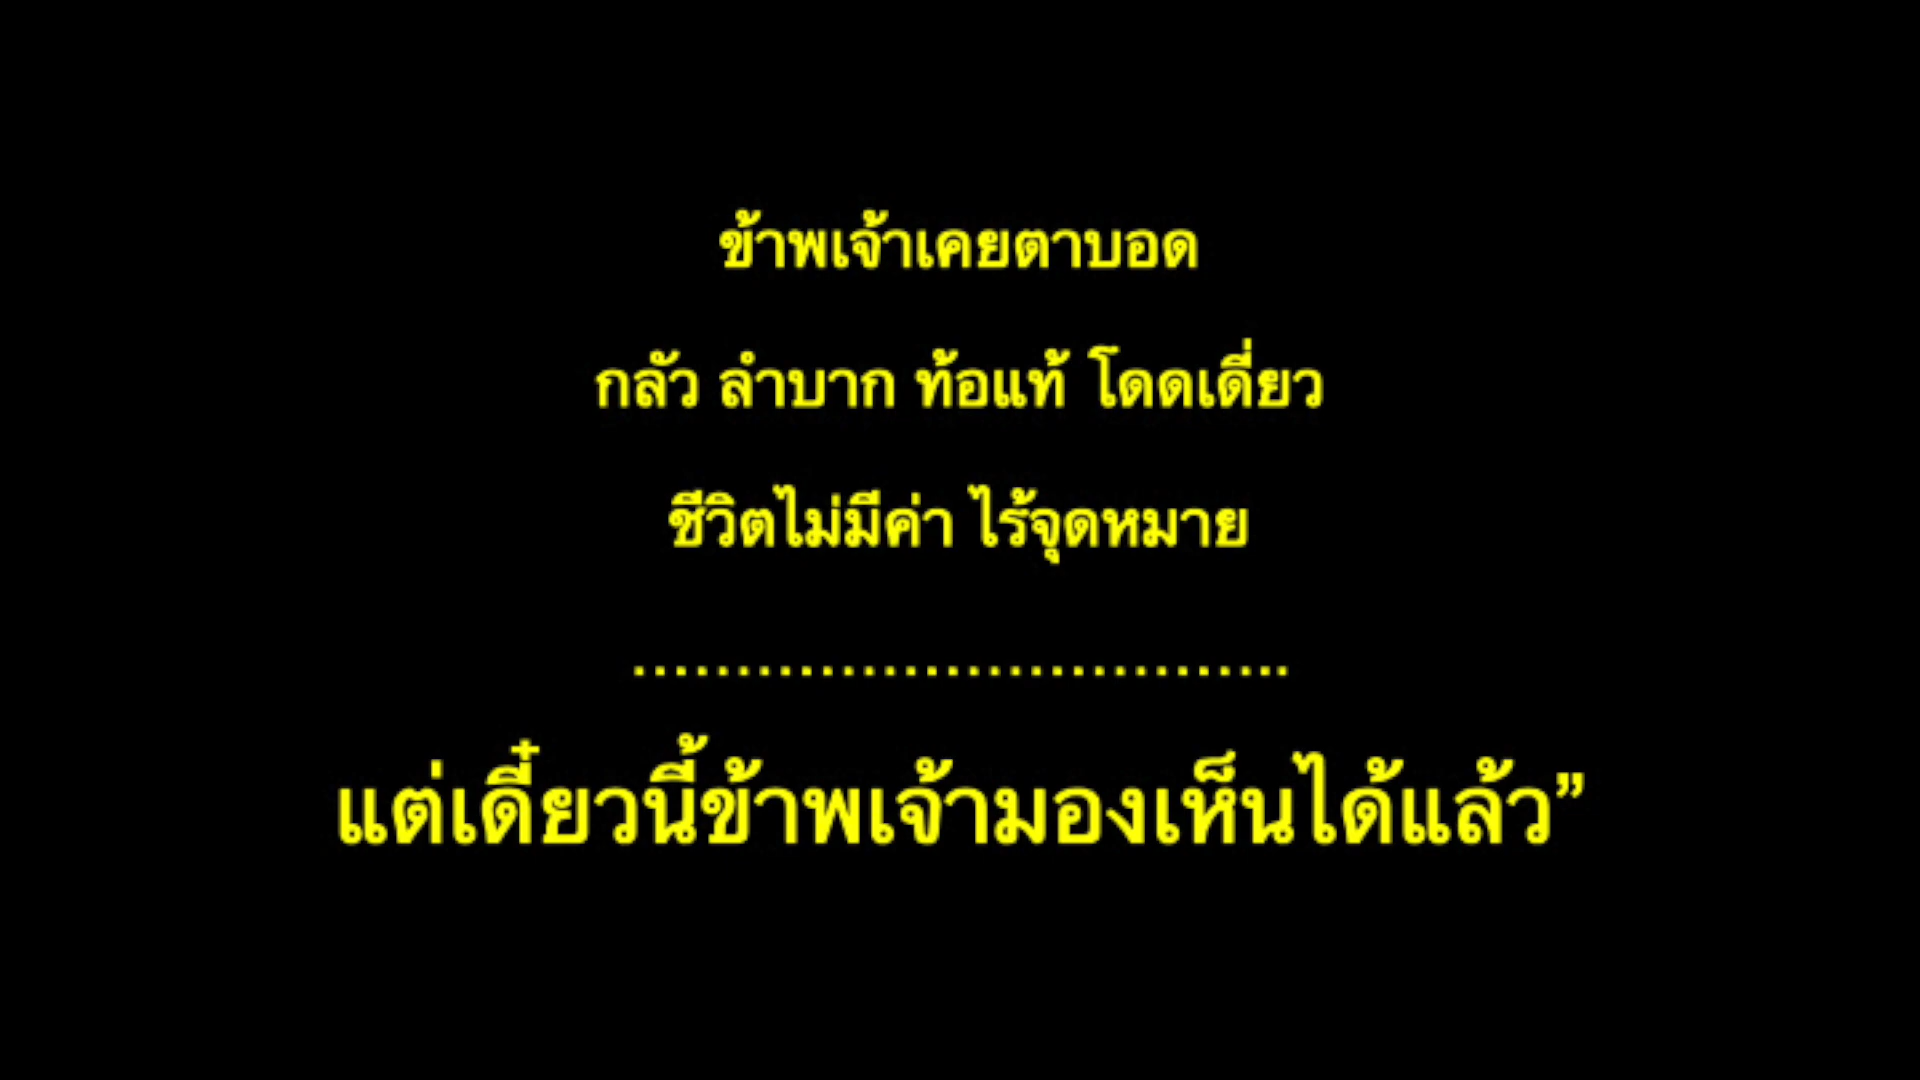 ข้าพเจ้าเคยตาบอด
กลัว ลำบาก ท้อแท้ โดดเดี่ยว
ชีวิตไม่มีค่า ไร้จุดหมาย
................................
แต่เดี๋ยวนี้ข้าพเจ้ามองเห็นได้แล้ว”